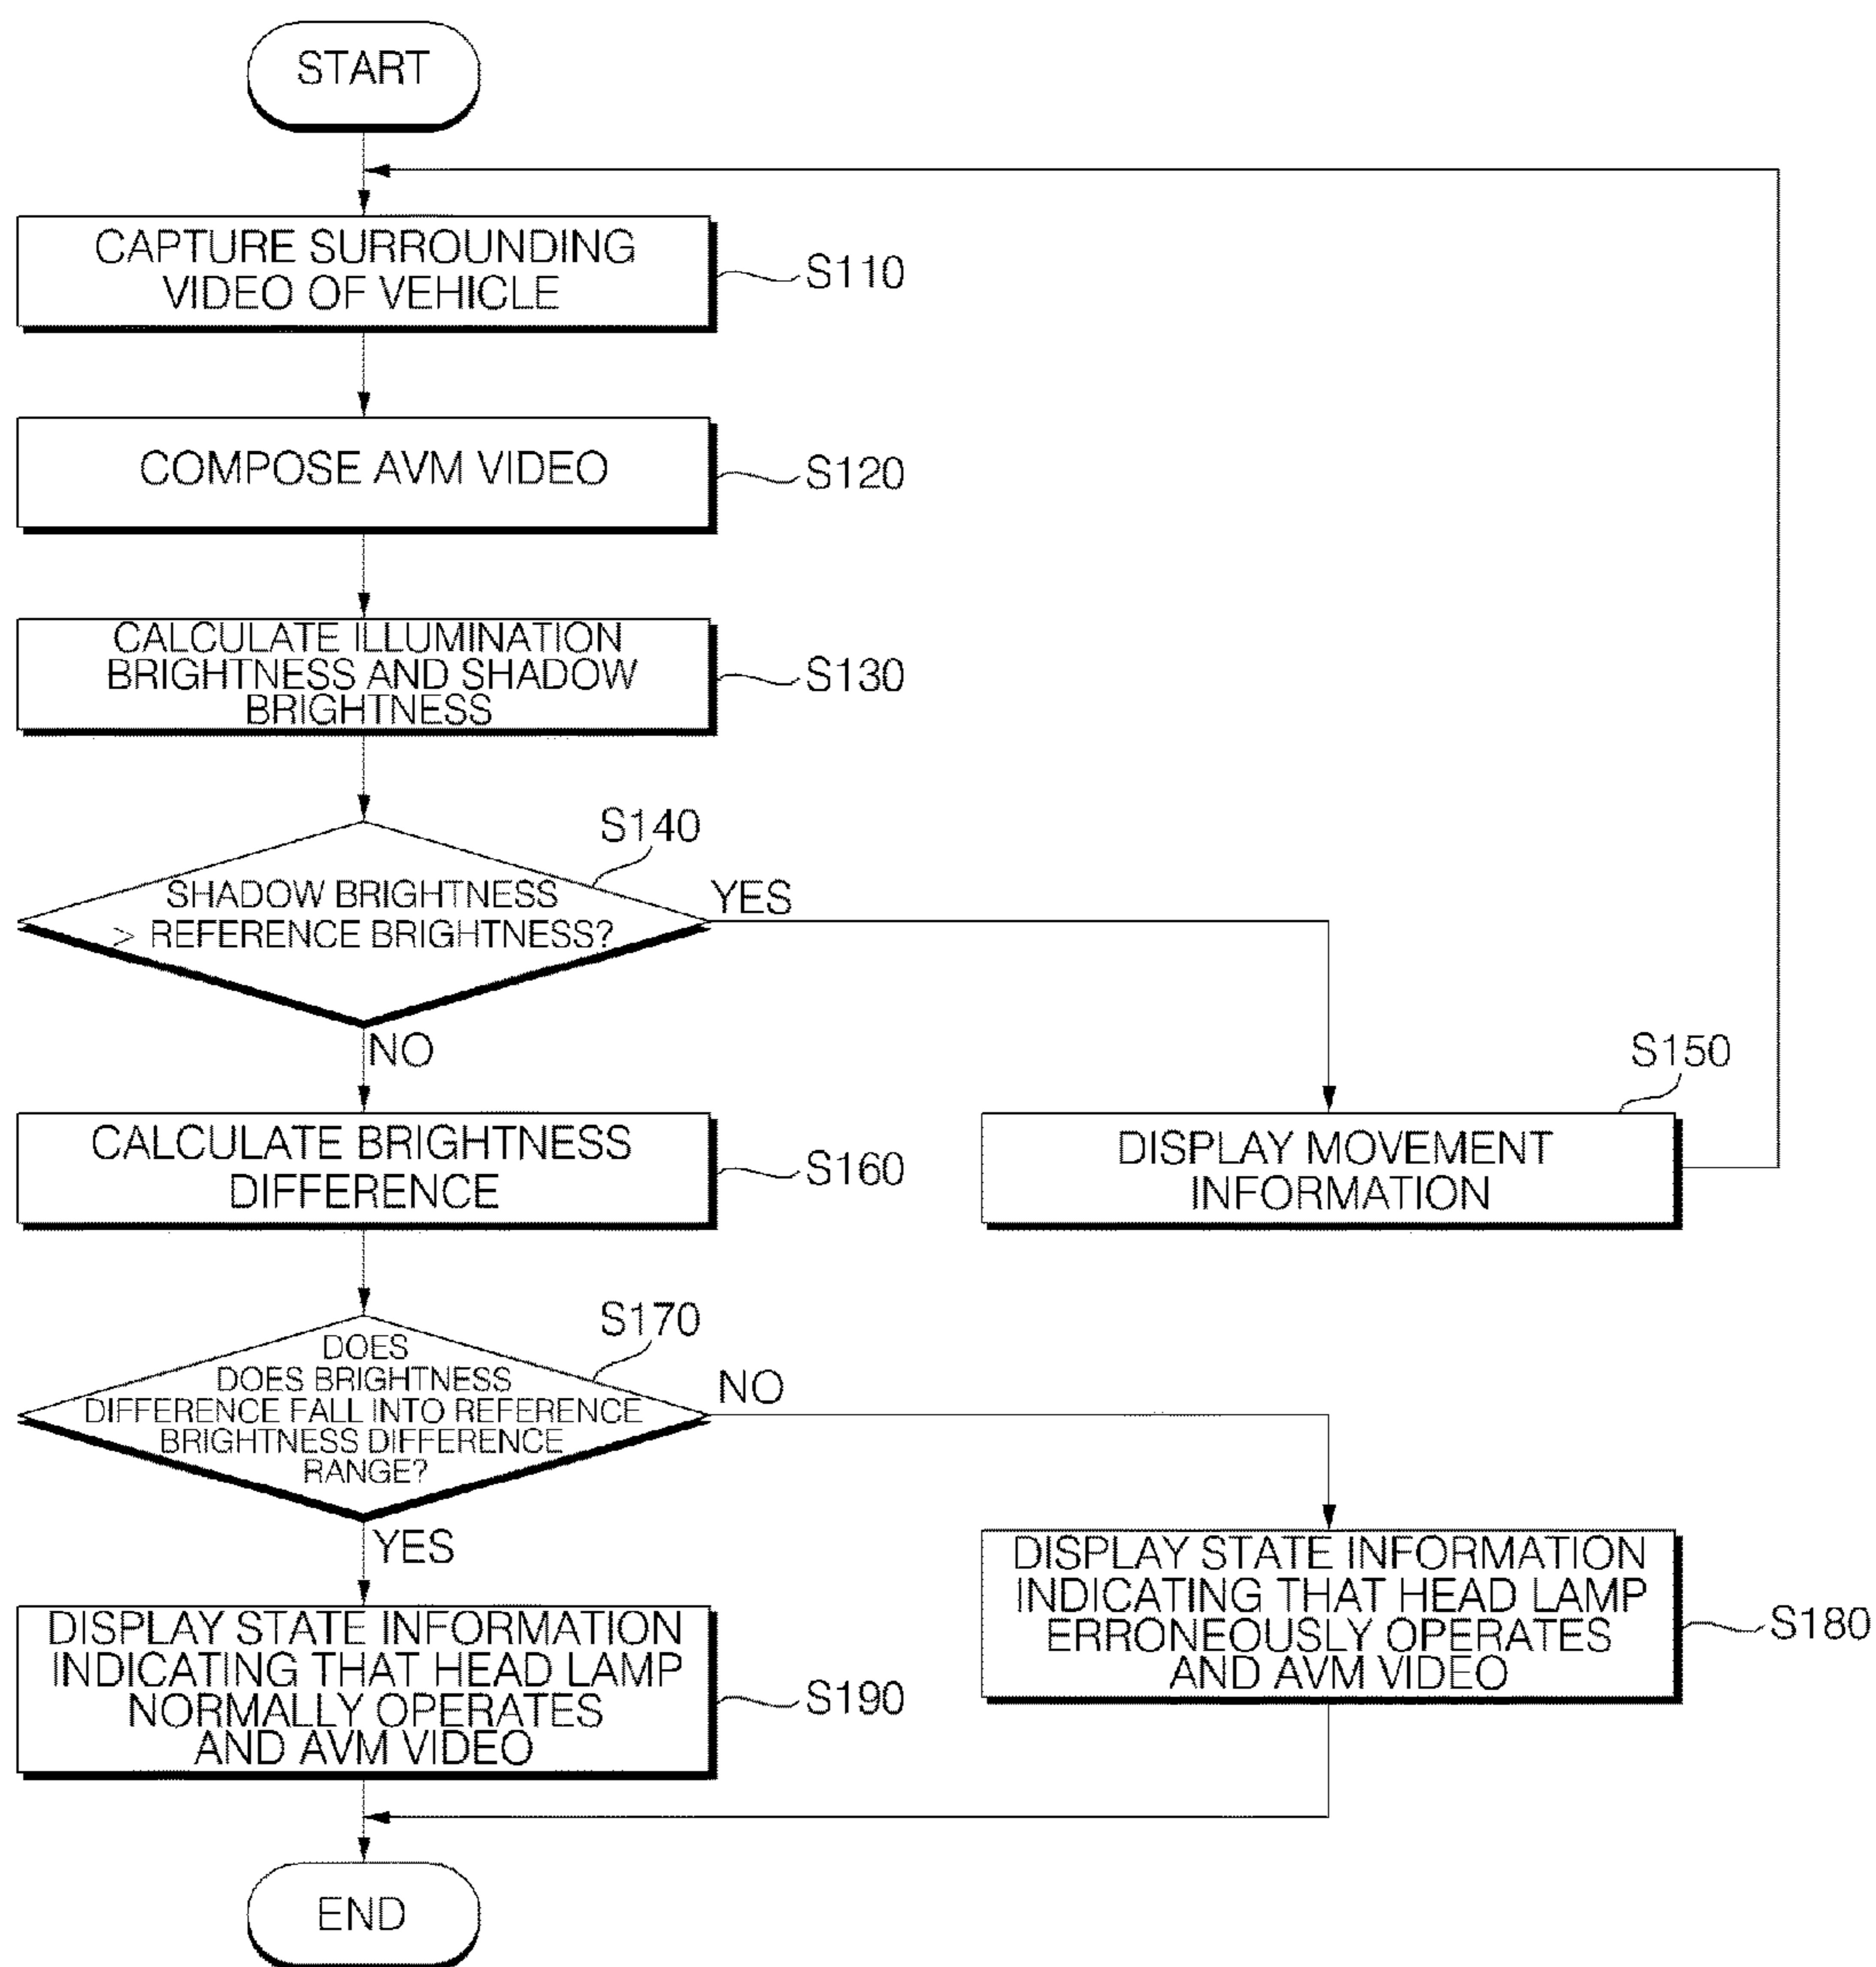 START
CAPTURE SURROUNDING
VIDEO OF VEHICLE
S110
COMPOSE AVM VIDEO
S120
CALCULATE ILLUMINATION
BRIGHTNESS AND SHADOW
BRIGHTNESS
S130
S140
SHADOW BRIGHTNESS
> REFERENCE BRIGHTNESS?
YES
NO
S150
DISPLAY MOVEMENT
INFORMATION
CALCULATE BRIGHTNESS
DIFFERENCE
S160
S170
DOES
DOES BRIGHTNESS
DIFFERENCE FALL INTO REFERENCE
BRIGHTNESS DIFFERENCE
RANGE?
NO
YES
DISPLAY STATE INFORMATION
INDICATING THAT HEAD LAMP
ERRONEOUSLY OPERATES
AND AVM VIDEO
S180
DISPLAY STATE INFORMATION
INDICATING THAT HEAD LAMP
NORMALLY OPERATES
AND AVM VIDEO
S190
END